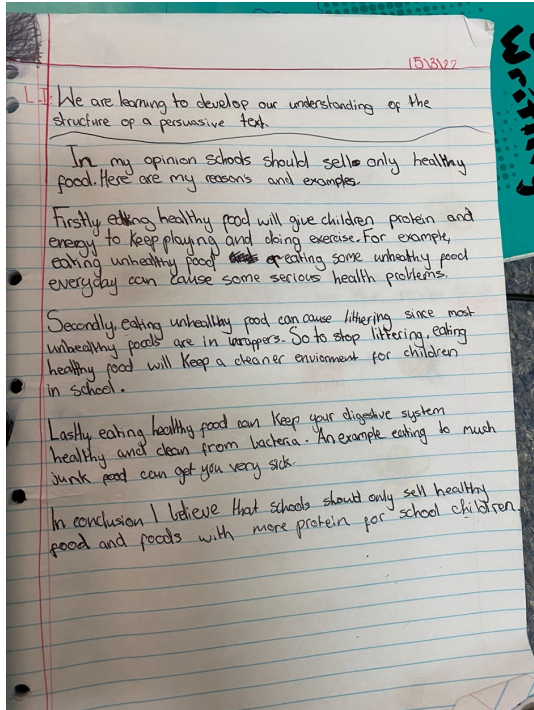 15/3/22
L.I: We are learning to develop our understanding of the
structure of a persuasive text.
In my opinion schools should sell only healthy
food. Here are my reason's and examples.
Firstly eating healthy food will give children protein and
energy to keep playing and doing exercise. For example,
eating unhealthy food or eating some unhealthy food
everyday can cause some serious health problems.
Secondly, eating unhealthy food can cause littering since most
unhealthy foods are in wrappers. So to stop littering, eating
healthy food will keep a cleaner enviorment for children
in school.
Lastly eating healthy food can keep your digestive system
healthy and clean from bacteria. An example eating to much
junk food can get you very sick.
In conclusion I believe that schools should only sell healthy
food and foods with more protein for school children.